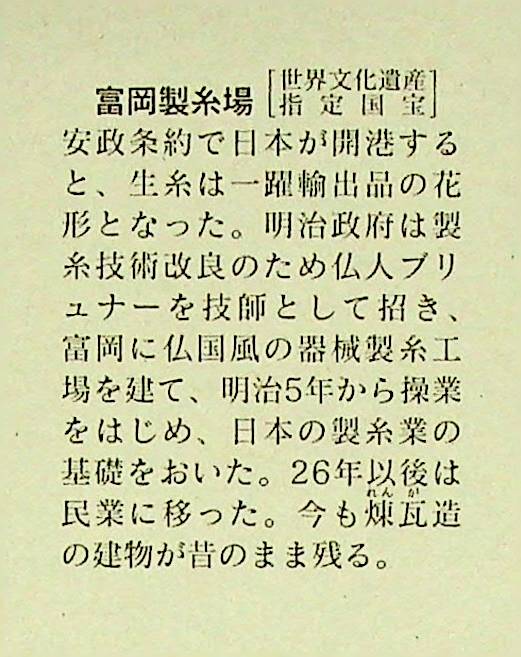 富岡製糸場[世界文化遺産 指定国宝]
安政条約で日本が開港する
と、生糸は一躍輸出品の花
形となった。明治政府は製
糸技術改良のため仏人ブリ
ュナーを技師として招き、
富岡に仏国風の器械製糸工
場を建て、明治5年から操業
をはじめ、日本の製糸業の
基礎をおいた。26年以後は
れんが
民業に移った。今も煉瓦造
の建物が昔のまま残る。